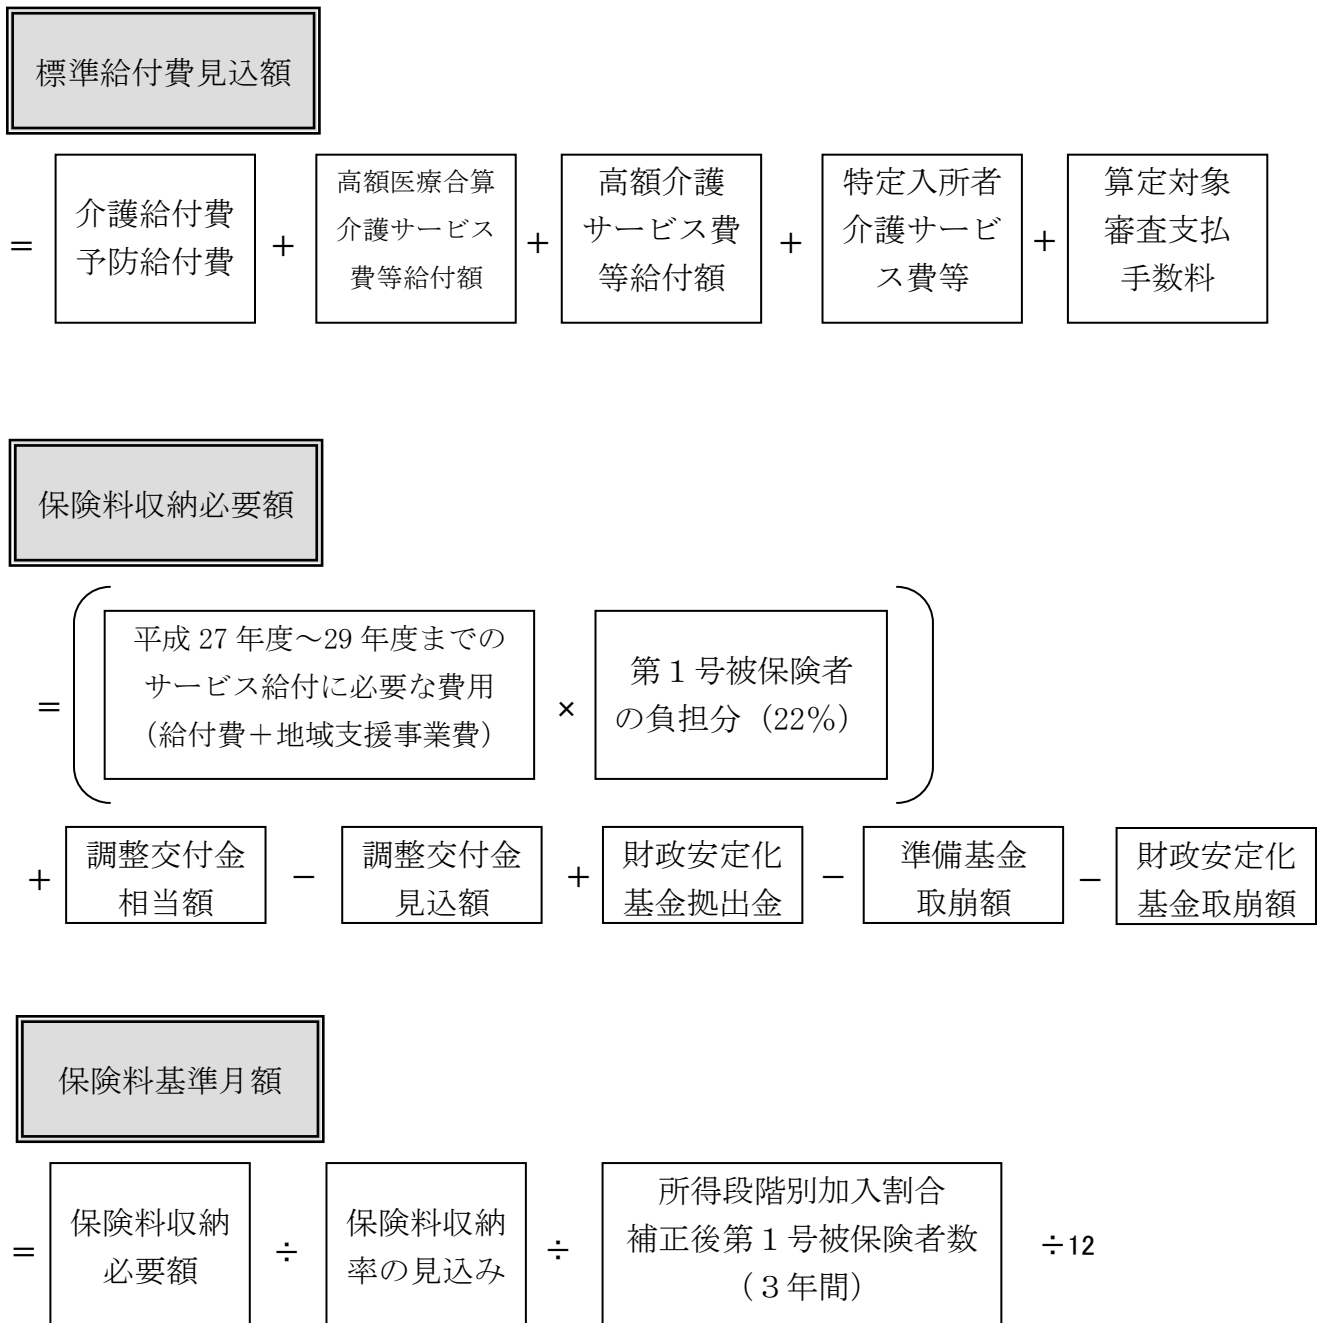 標準給付費見込額
=
介護給付費
予防給付費
+
高額医療合算
介護サービス
費等給付額
+
高額介護
サービス費
等給付額
+
特定入所者
介護サービ
ス費等
+
算定対象
審査支払
手数料
保険料収納必要額
=
平成 27 年度～29 年度までの
サービス給付に必要な費用
（給付費＋地域支援事業費）
×
第１号被保険者
の負担分（22％）
+
調整交付金
相当額
−
調整交付金
見込額
+
財政安定化
基金拠出金
−
準備基金
取崩額
−
財政安定化
基金取崩額
保険料基準月額
=
保険料収納
必要額
÷
保険料収納
率の見込み
÷
所得段階別加入割合
補正後第１号被保険者数
（３年間）
÷12